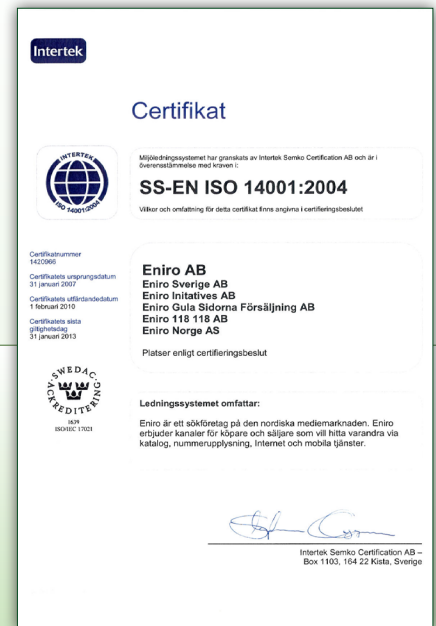 Intertek
Certifikat
INTERTEK
ISO 14001:2004
Miljöledningssystemet har granskats av Intertek Semko Certification AB och är i
överensstämmelse med kraven i:
SS-EN ISO 14001:2004
Villkor och omfattning för detta certifikat finns angivna i certifieringsbeslutet
Certifikatnummer
1420966
Certifikatets ursprungsdatum
31 januari 2007
Certifikatets utfärdandedatum
1 februari 2010
Certifikatets sista
giltighetsdag
31 januari 2013
Eniro AB
Eniro Sverige AB
Eniro Initatives AB
Eniro Gula Sidorna Försäljning AB
Eniro 118 118 AB
Eniro Norge AS
Platser enligt certifieringsbeslut
SWEDAC
ACKREDITERING
1639
ISO/IEC 17021
Ledningssystemet omfattar:
Eniro är ett sökföretag på den nordiska mediemarknaden. Eniro
erbjuder kanaler för köpare och säljare som vill hitta varandra via
katalog, nummerupplysning, Internet och mobila tjänster.
Intertek Semko Certification AB –
Box 1103, 164 22 Kista, Sverige